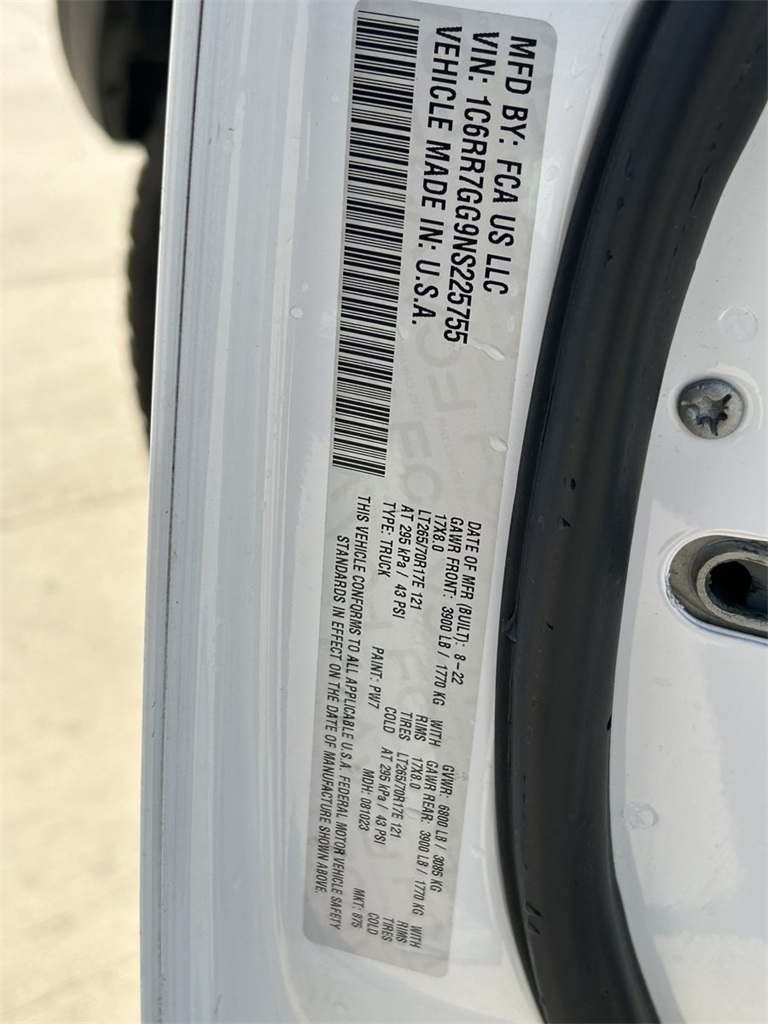 MFD BY: FCA US LLC
VIN: 1C6RR7GG9NS225755
VEHICLE MADE IN: U.S.A.
DATE OF MFR (BUILT): 8-22 GVWR: 6800 LB / 3085 KG
GAWR FRONT: 3900 LB / 1770 KG WITH GAWR REAR: 3900 LB / 1770 KG WITH
17X8.0 RIMS 17X8.0 RIMS
LT265/70R17E 121 TIRES LT265/70R17E 121 TIRES
AT 295 kPa / 43 PSI COLD AT 295 kPa / 43 PSI COLD
TYPE: TRUCK PAINT: PW7 MDH: 081023 MKT: 875
THIS VEHICLE CONFORMS TO ALL APPLICABLE U.S.A. FEDERAL MOTOR VEHICLE SAFETY
STANDARDS IN EFFECT ON THE DATE OF MANUFACTURE SHOWN ABOVE.